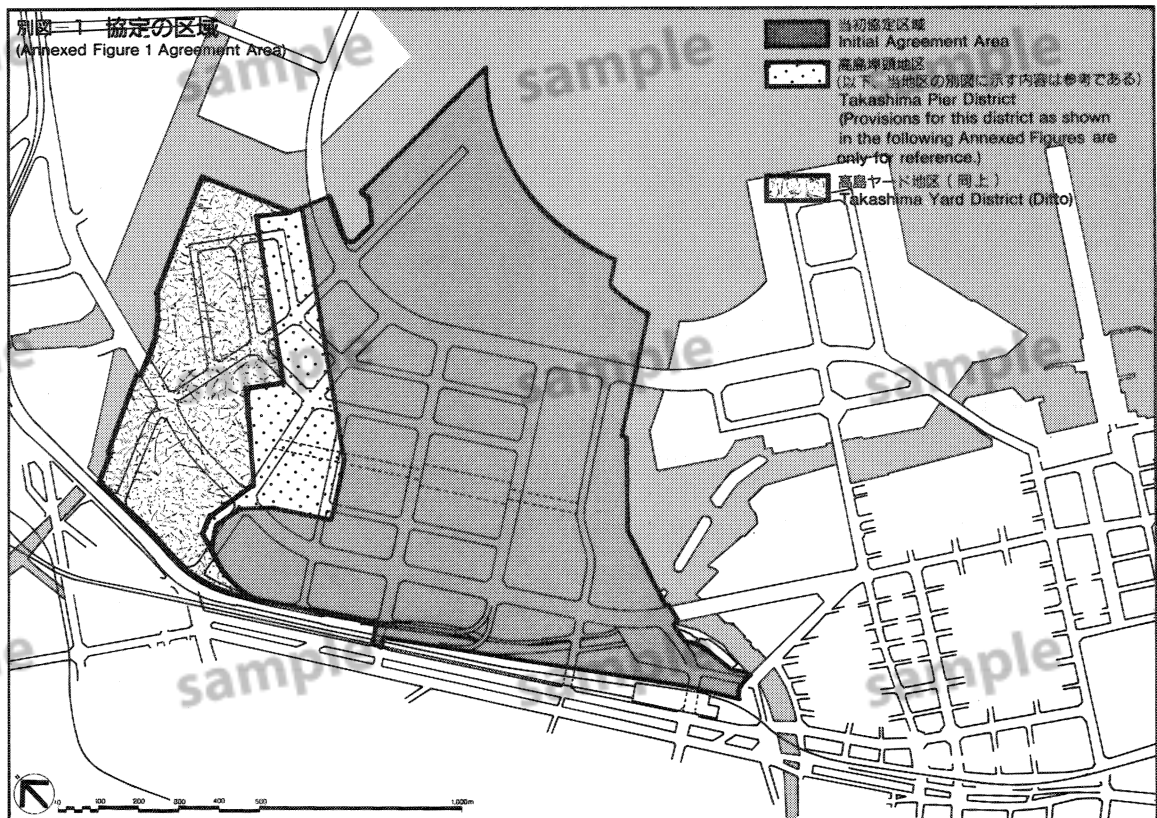 別図－1 協定の区域
(Annexed Figure 1 Agreement Area)
当初協定区域
Initial Agreement Area
高島埠頭地区
(以下、当地区の別図に示す内容は参考である)
Takashima Pier District
(Provisions for this district as shown
in the following Annexed Figures are
only for reference.)
高島ヤード地区(同上)
Takashima Yard District (Ditto)
sample
sample
sample
sample
sample
sample
sample
sample
sample
0 100 200 300 400 500 1,000m